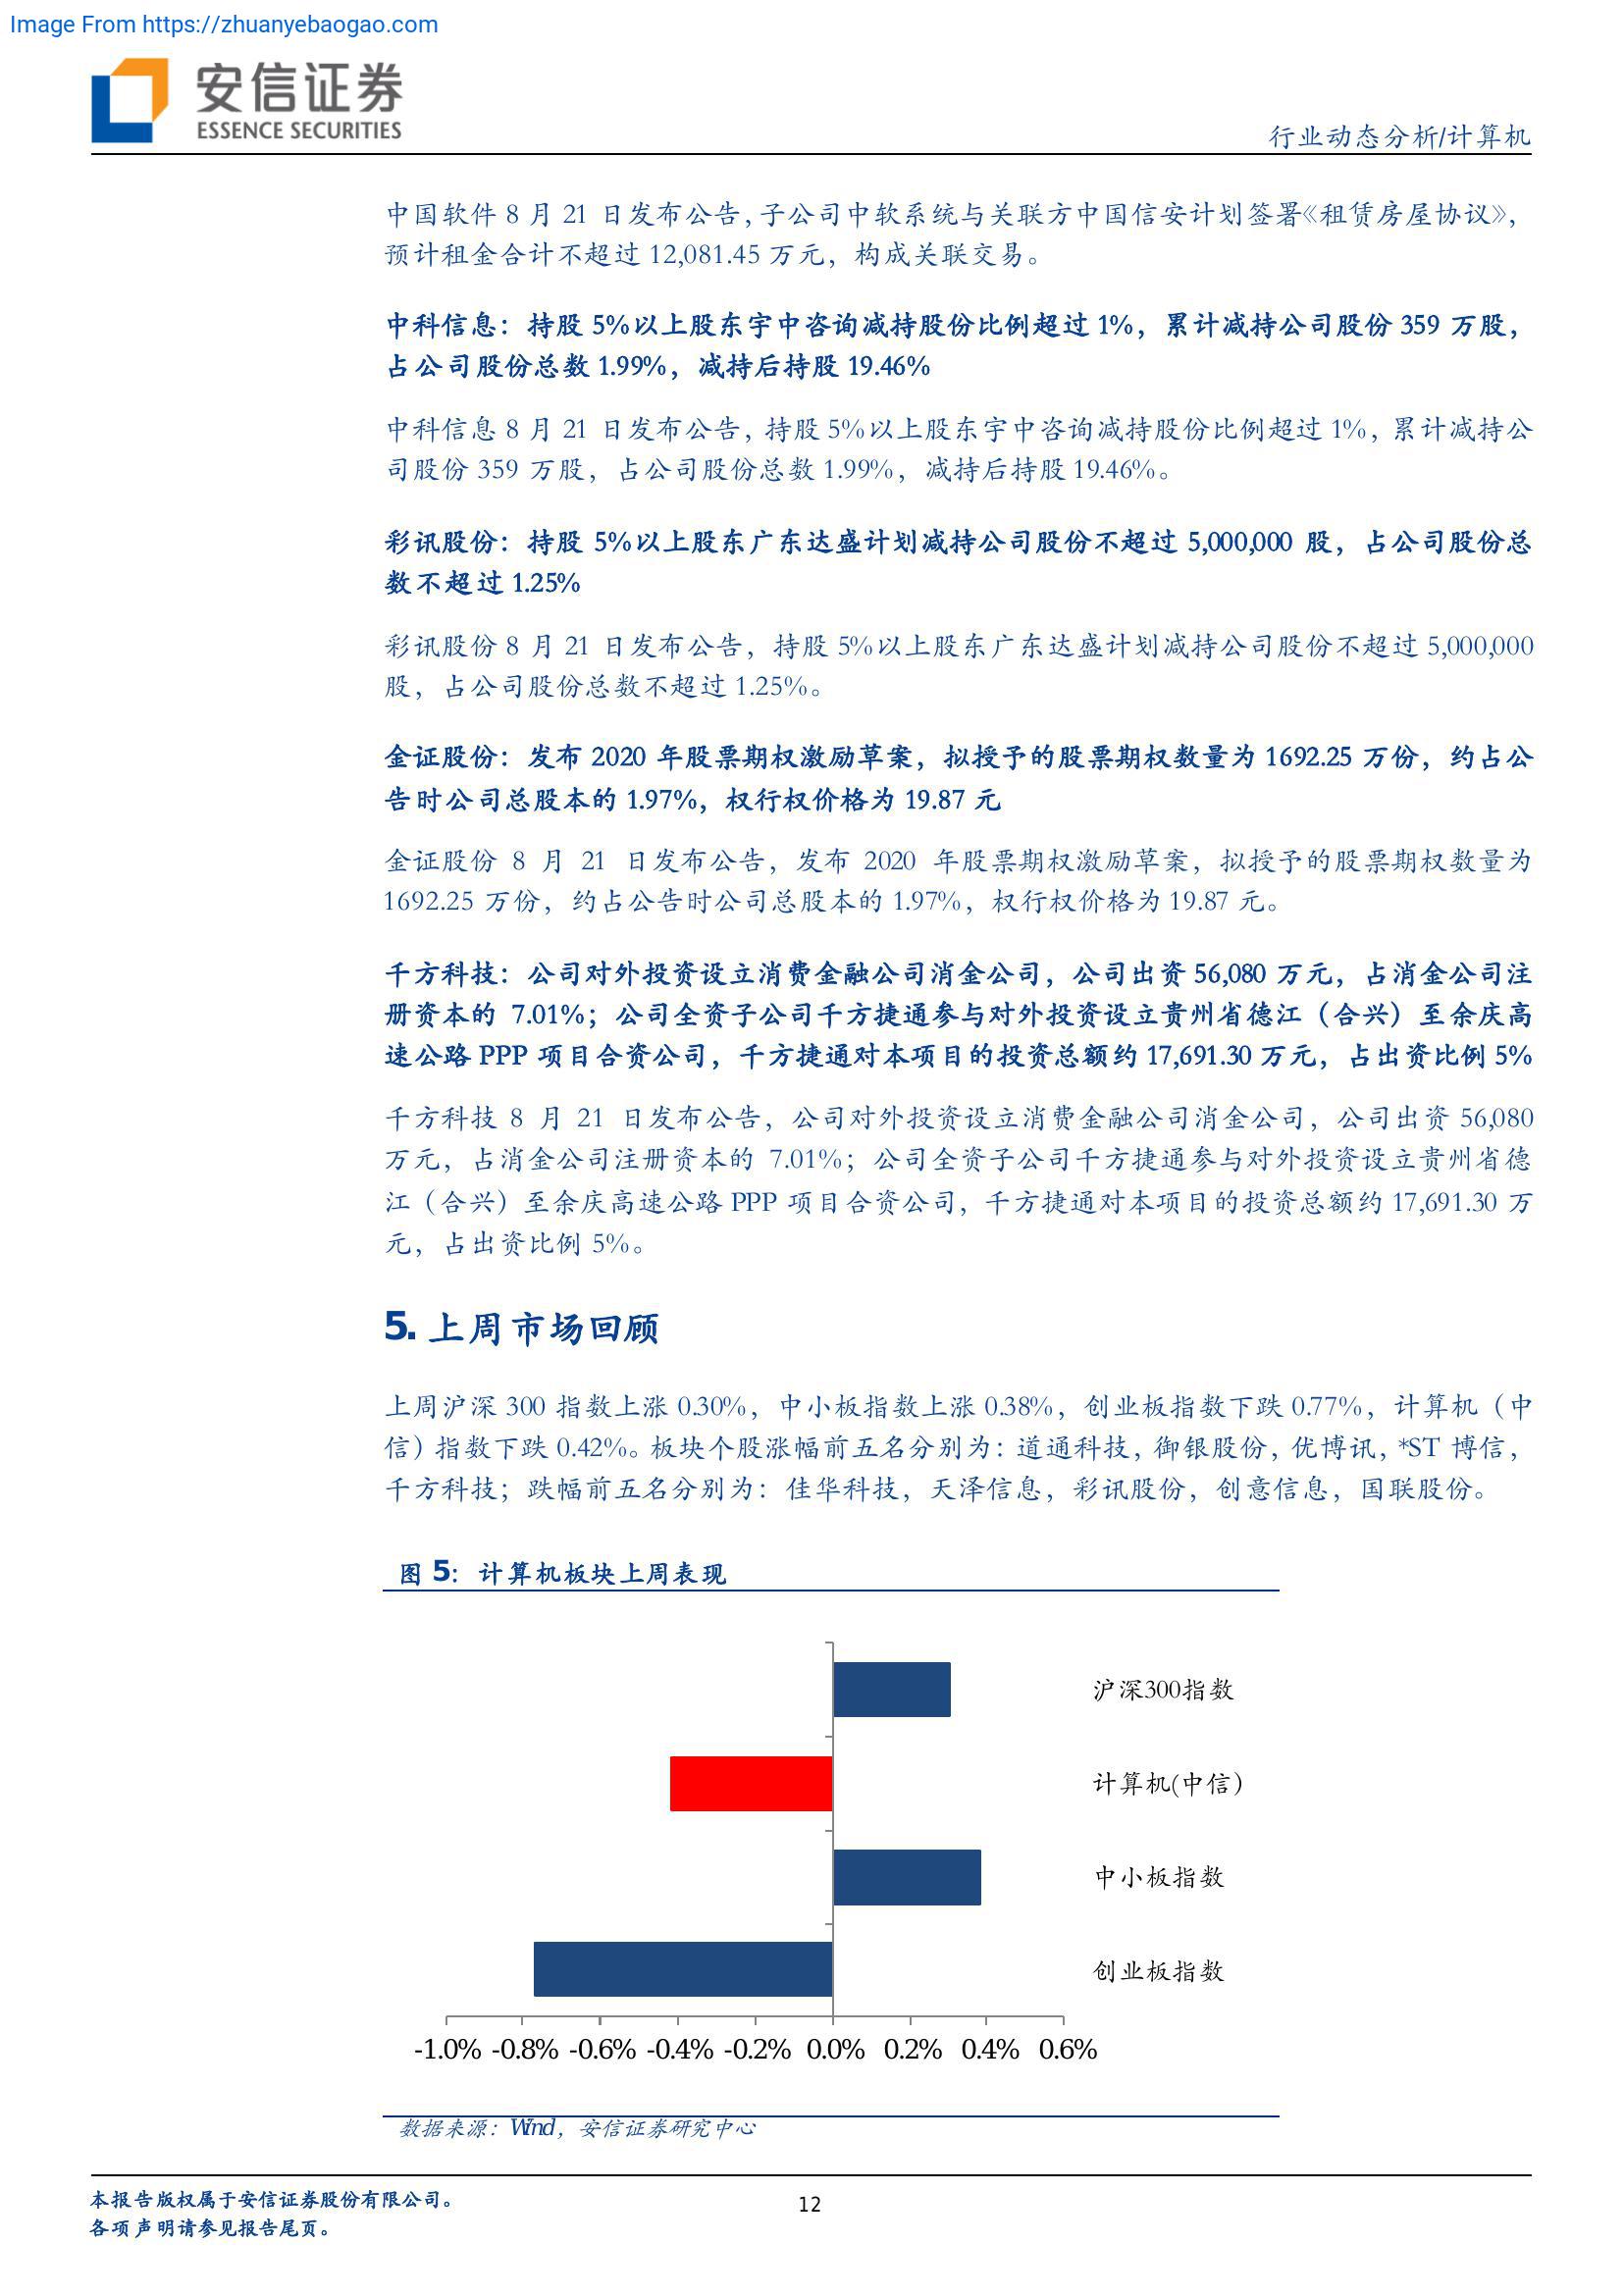 Image From https://zhuanyebaogao.com
安信证券
ESSENCE SECURITIES
行业动态分析/计算机
中国软件 8 月 21 日发布公告，子公司中软系统与关联方中国信安计划签署《租赁房屋协议》，
预计租金合计不超过 12,081.45 万元，构成关联交易。
中科信息：持股 5%以上股东宇中咨询减持股份比例超过 1%，累计减持公司股份 359 万股，
占公司股份总数 1.99%，减持后持股 19.46%
中科信息 8 月 21 日发布公告，持股 5%以上股东宇中咨询减持股份比例超过 1%，累计减持公
司股份 359 万股，占公司股份总数 1.99%，减持后持股 19.46%。
彩讯股份：持股 5%以上股东广东达盛计划减持公司股份不超过 5,000,000 股，占公司股份总
数不超过 1.25%
彩讯股份 8 月 21 日发布公告，持股 5%以上股东广东达盛计划减持公司股份不超过 5,000,000
股，占公司股份总数不超过 1.25%。
金证股份：发布 2020 年股票期权激励草案，拟授予的股票期权数量为 1692.25 万份，约占公
告时公司总股本的 1.97%，权行权价格为 19.87 元
金证股份 8 月 21 日发布公告，发布 2020 年股票期权激励草案，拟授予的股票期权数量为
1692.25 万份，约占公告时公司总股本的 1.97%，权行权价格为 19.87 元。
千方科技：公司对外投资设立消费金融公司消金公司，公司出资 56,080 万元，占消金公司注
册资本的 7.01%；公司全资子公司千方捷通参与对外投资设立贵州省德江（合兴）至余庆高
速公路 PPP 项目合资公司，千方捷通对本项目的投资总额约 17,691.30 万元，占出资比例 5%
千方科技 8 月 21 日发布公告，公司对外投资设立消费金融公司消金公司，公司出资 56,080
万元，占消金公司注册资本的 7.01%；公司全资子公司千方捷通参与对外投资设立贵州省德
江（合兴）至余庆高速公路 PPP 项目合资公司，千方捷通对本项目的投资总额约 17,691.30 万
元，占出资比例 5%。
5. 上周市场回顾
上周沪深 300 指数上涨 0.30%，中小板指数上涨 0.38%，创业板指数下跌 0.77%，计算机（中
信）指数下跌 0.42%。板块个股涨幅前五名分别为：道通科技，御银股份，优博讯，*ST 博信，
千方科技；跌幅前五名分别为：佳华科技，天泽信息，彩讯股份，创意信息，国联股份。
图 5：计算机板块上周表现
沪深300指数
计算机(中信）
中小板指数
创业板指数
-1.0% -0.8% -0.6% -0.4% -0.2% 0.0% 0.2% 0.4% 0.6%
数据来源：Wind，安信证券研究中心
本报告版权属于安信证券股份有限公司。
12
各项声明请参见报告尾页。